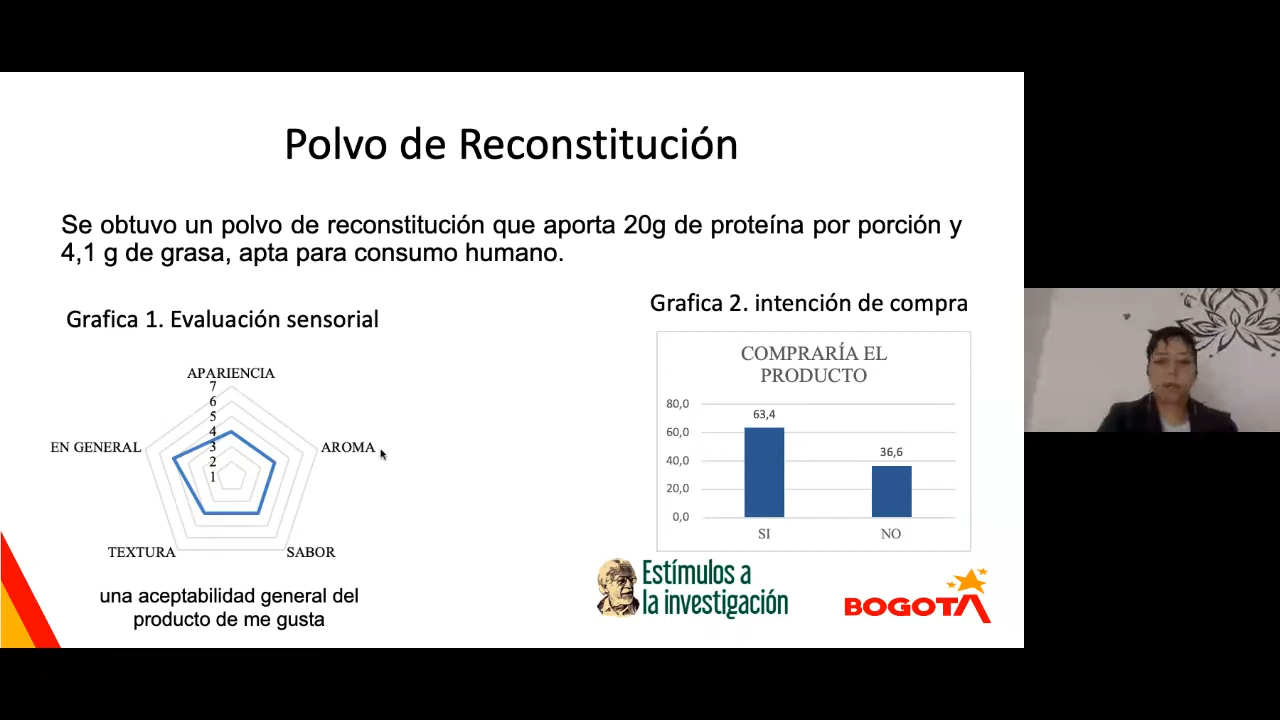 Polvo de Reconstitución
Se obtuvo un polvo de reconstitución que aporta 20g de proteína por porción y
4,1 g de grasa, apta para consumo humano.
Grafica 1. Evaluación sensorial
APARIENCIA
7
6
5
4
3
2
1
EN GENERAL
AROMA
TEXTURA
SABOR
una aceptabilidad general del
producto de me gusta
Grafica 2. intención de compra
COMPRARÍA EL
PRODUCTO
80,0
60,0
40,0
20,0
0,0
63,4
36,6
SI
NO
Estímulos a
la investigación
BOGOTA